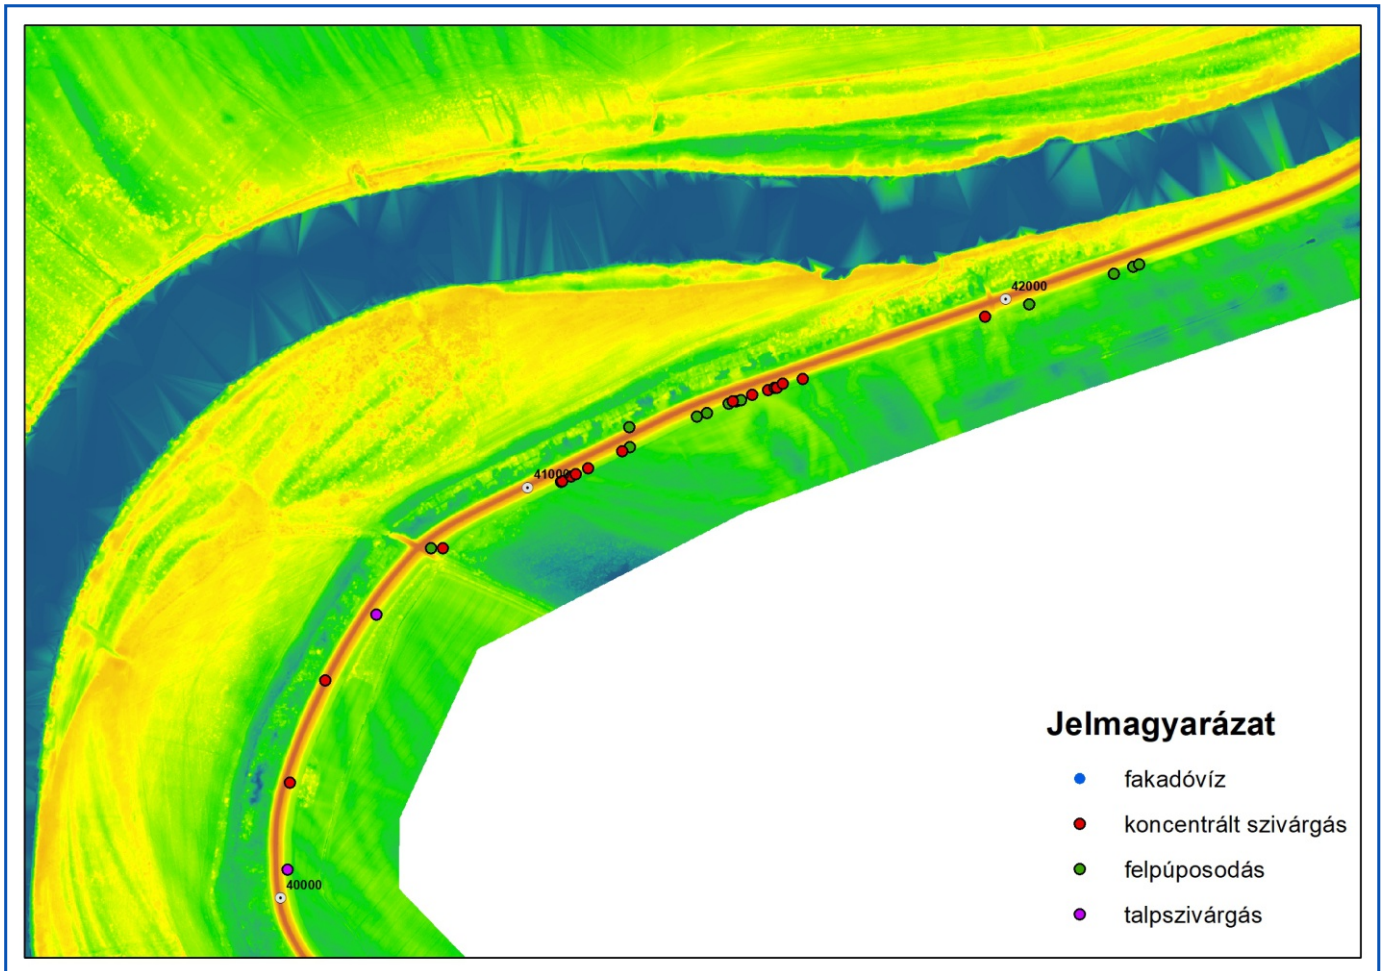 42000
41000
40000
Jelmagyarázat
fakadóvíz
koncentrált szivárgás
felpúposodás
talpszivárgás